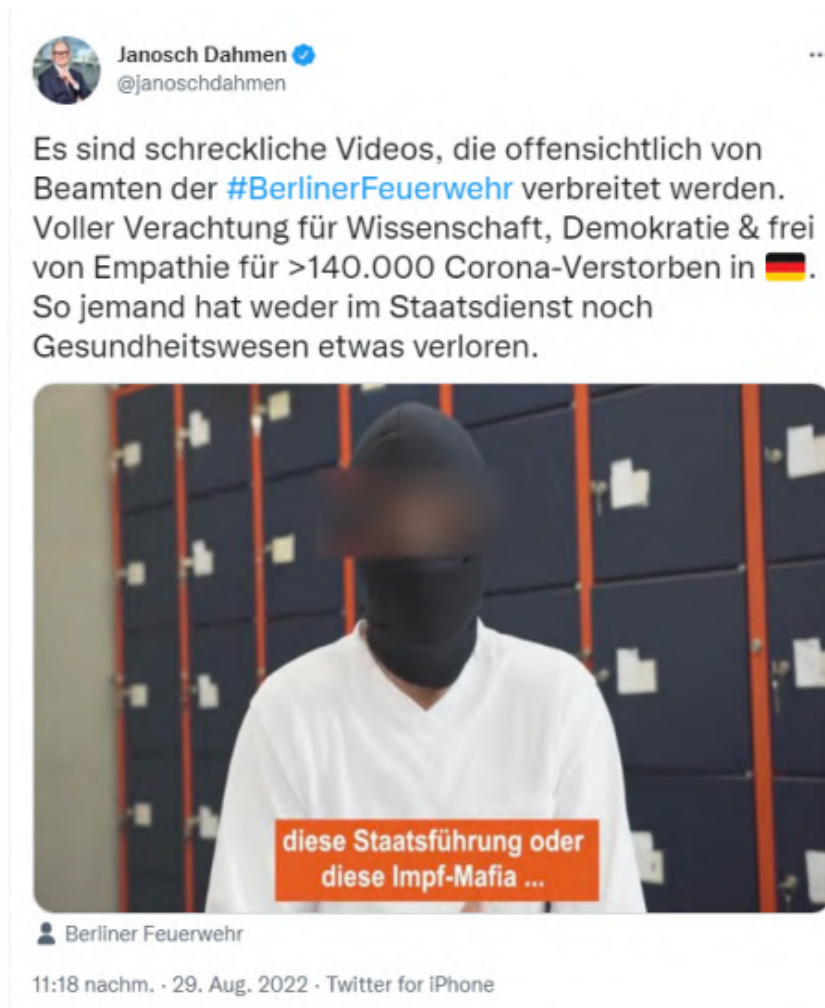 Janosch Dahmen
@janoschdahmen
Es sind schreckliche Videos, die offensichtlich von
Beamten der #BerlinerFeuerwehr verbreitet werden.
Voller Verachtung für Wissenschaft, Demokratie & frei
von Empathie für >140.000 Corona-Verstorben in 🇩🇪.
So jemand hat weder im Staatsdienst noch
Gesundheitswesen etwas verloren.
diese Staatsführung oder
diese Impf-Mafia ...
Berliner Feuerwehr
11:18 nachm. · 29. Aug. 2022 · Twitter for iPhone